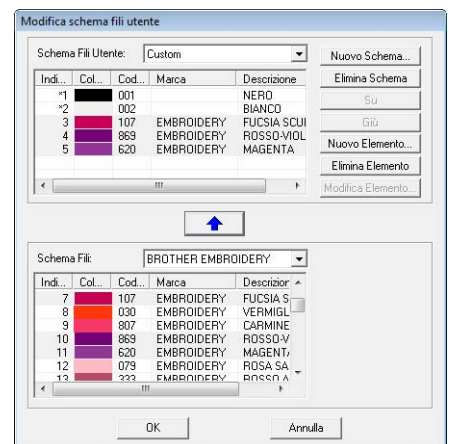 Modifica schema fili utente
Schema Fili Utente: Custom
Nuovo Schema...
Elimina Schema
Su
Giù
Nuovo Elemento...
Elimina Elemento
Modifica Elemento...
Indi... Col... Cod... Marca Descrizione
*1 001 NERO
*2 002 BIANCO
3 107 EMBROIDERY FUCSIA SCUI
4 869 EMBROIDERY ROSSO-VIOL
5 620 EMBROIDERY MAGENTA
Schema Fili: BROTHER EMBROIDERY
Indi... Col... Cod... Marca Descrizior
7 107 EMBROIDERY FUCSIA S
8 030 EMBROIDERY VERMIGL
9 807 EMBROIDERY CARMINE
10 869 EMBROIDERY ROSSO-V
11 620 EMBROIDERY MAGENT
12 079 EMBROIDERY ROSA SA
13 333 EMBROIDERY ROSSO A
OK Annulla